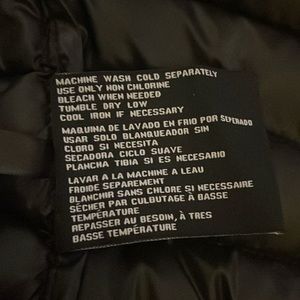 MACHINE WASH COLD SEPARATELY
USE ONLY NON CHLORINE
BLEACH WHEN NEEDED
TUMBLE DRY LOW
COOL IRON IF NECESSARY
MAQUINA DE LAVADO EN FRIO POR SEPERADO
USAR SOLO BLANQUEADOR SIN
CLORO SI NECESITA
SECADORA CICLO SUAVE
PLANCHA TIBIA SI ES NECESARIO
LAVAR A LA MACHINE A LEAU
FROIDE SEPAREMENT
BLANCHIR SANS CHLORE SI NECESSAIRE
SÉCHER PAR CULBUTAGE À BASSE
TEMPÉRATURE
REPASSER AU BESOIN, À TRES
BASSE TEMPÉRATURE